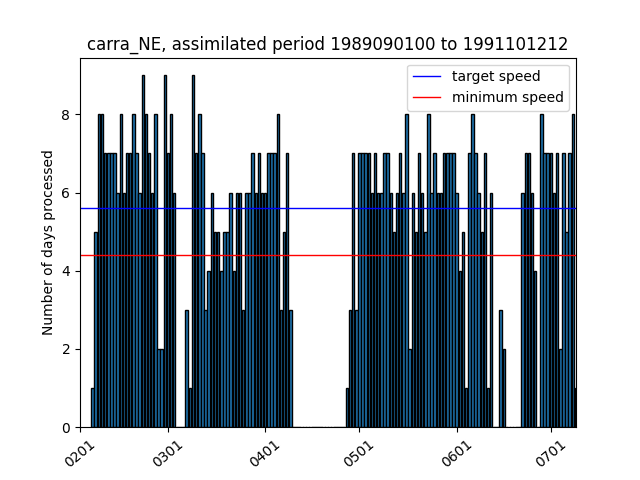 carra_NE, assimilated period 1989090100 to 1991101212
target speed
minimum speed
Number of days processed
8
6
4
2
0
0201
0301
0401
0501
0601
0701